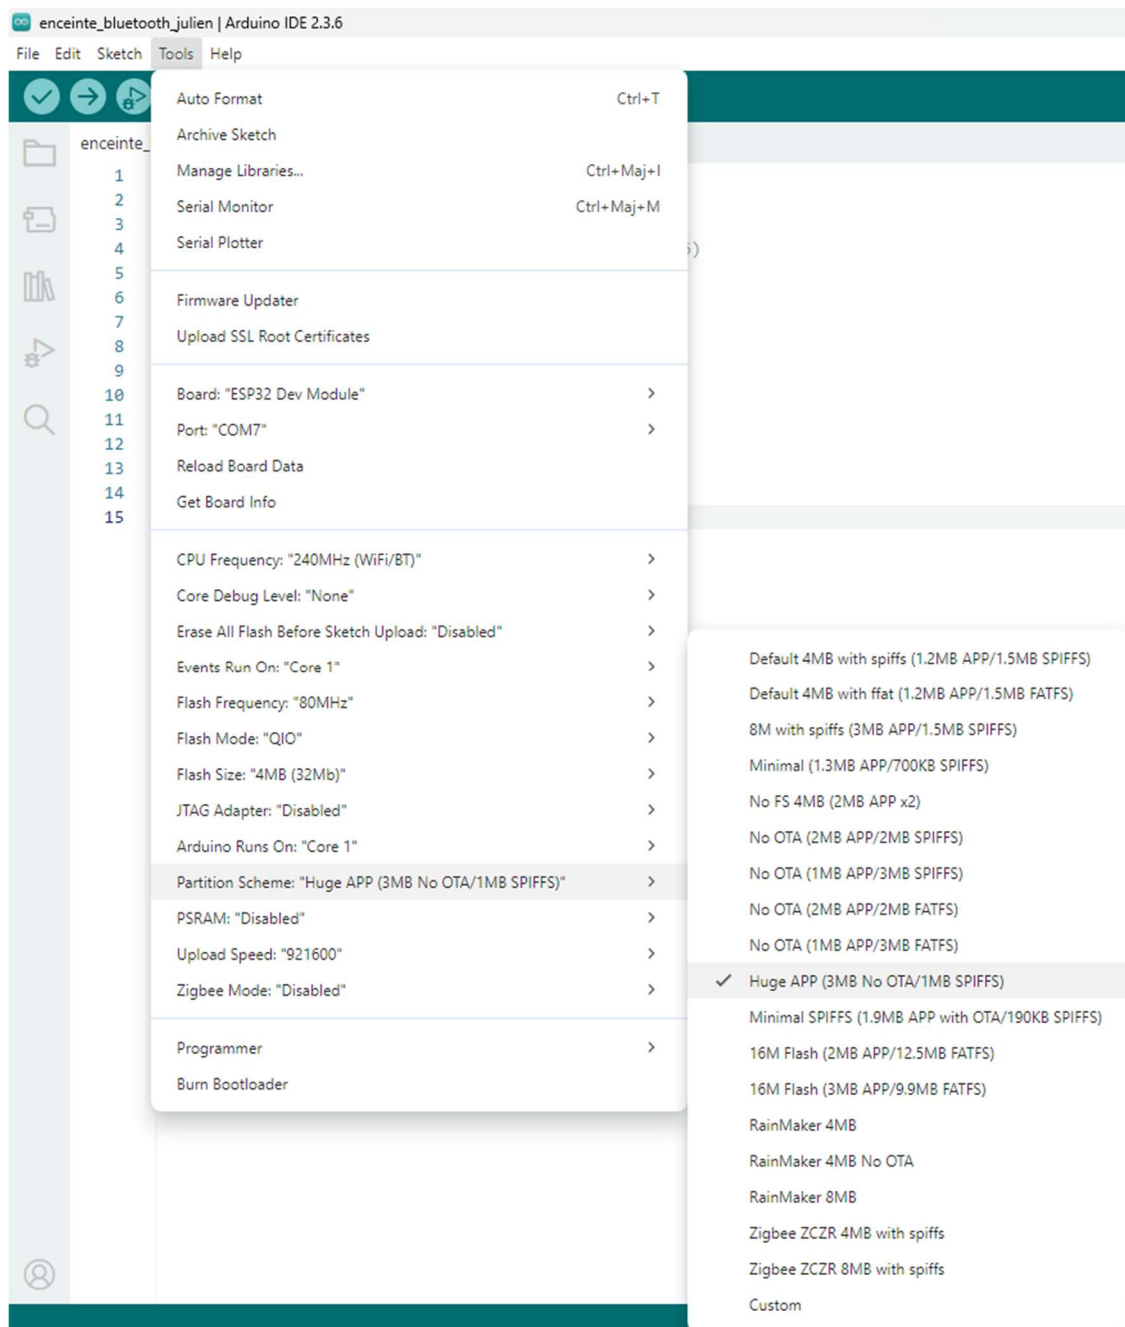 enceinte_bluetooth_julien | Arduino IDE 2.3.6
File Edit Sketch Tools Help
enceinte_
1
2
3
4
5
6
7
8
9
10
11
12
13
14
15
)
Auto Format Ctrl+T
Archive Sketch
Manage Libraries... Ctrl+Maj+I
Serial Monitor Ctrl+Maj+M
Serial Plotter
Firmware Updater
Upload SSL Root Certificates
Board: "ESP32 Dev Module"
Port: "COM7"
Reload Board Data
Get Board Info
CPU Frequency: "240MHz (WiFi/BT)"
Core Debug Level: "None"
Erase All Flash Before Sketch Upload: "Disabled"
Events Run On: "Core 1"
Flash Frequency: "80MHz"
Flash Mode: "QIO"
Flash Size: "4MB (32Mb)"
JTAG Adapter: "Disabled"
Arduino Runs On: "Core 1"
Partition Scheme: "Huge APP (3MB No OTA/1MB SPIFFS)"
PSRAM: "Disabled"
Upload Speed: "921600"
Zigbee Mode: "Disabled"
Programmer
Burn Bootloader
Default 4MB with spiffs (1.2MB APP/1.5MB SPIFFS)
Default 4MB with ffat (1.2MB APP/1.5MB FATFS)
8M with spiffs (3MB APP/1.5MB SPIFFS)
Minimal (1.3MB APP/700KB SPIFFS)
No FS 4MB (2MB APP x2)
No OTA (2MB APP/2MB SPIFFS)
No OTA (1MB APP/3MB SPIFFS)
No OTA (2MB APP/2MB FATFS)
No OTA (1MB APP/3MB FATFS)
Huge APP (3MB No OTA/1MB SPIFFS)
Minimal SPIFFS (1.9MB APP with OTA/190KB SPIFFS)
16M Flash (2MB APP/12.5MB FATFS)
16M Flash (3MB APP/9.9MB FATFS)
RainMaker 4MB
RainMaker 4MB No OTA
RainMaker 8MB
Zigbee ZCZR 4MB with spiffs
Zigbee ZCZR 8MB with spiffs
Custom